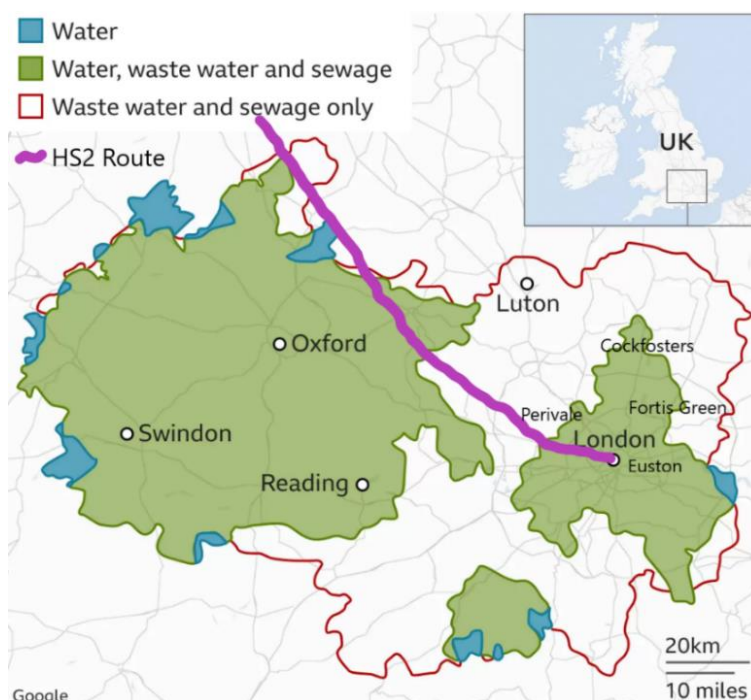 Water
Water, waste water and sewage
Waste water and sewage only
HS2 Route
UK
Luton
Oxford
Cockfosters
Perivale
Fortis Green
Swindon
London
Euston
Reading
20km
10 miles
Google